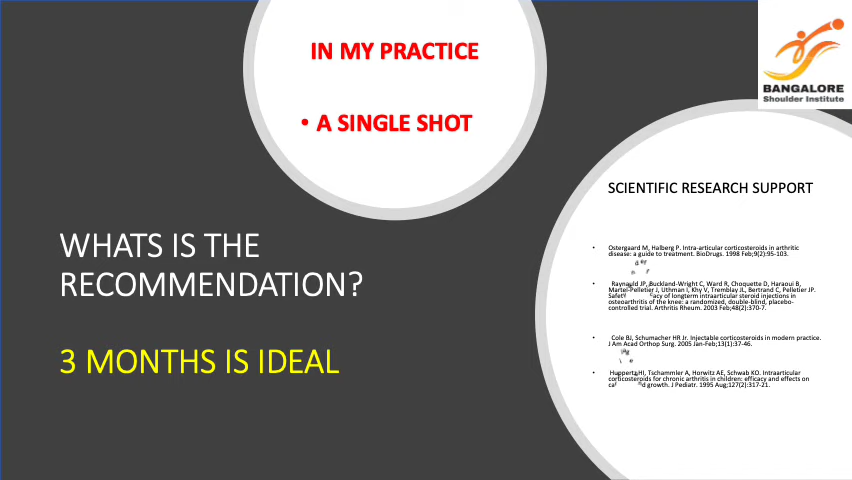 IN MY PRACTICE
• A SINGLE SHOT
BANGALORE
Shoulder Institute
WHATS IS THE
RECOMMENDATION?
3 MONTHS IS IDEAL
SCIENTIFIC RESEARCH SUPPORT
• Ostergaard M, Halberg P. Intra-articular corticosteroids in arthritic
disease: a guide to treatment. BioDrugs. 1998 Feb;9(2):95-103.
• Raynauld JP, Buckland-Wright C, Ward R, Choquette D, Haraoui B,
Martel-Pelletier J, Uthman I, Khy V, Tremblay JL, Bertrand C, Pelletier JP.
of longterm intraarticular steroid injections in
osteoarthritis of the knee: a randomized, double-blind, placebo-
controlled trial. Arthritis Rheum. 2003 Feb;48(2):370-7.
• Cole BJ, Schumacher HR Jr. Injectable corticosteroids in modern practice.
J Am Acad Orthop Surg. 2005 Jan-Feb;13(1):37-46.
• Huppertz HI, Tschammler A, Horwitz AE, Schwab KO. Intraarticular
corticosteroids for chronic arthritis in children: efficacy and effects on
growth. J Pediatr. 1995 Aug;127(2):317-21.